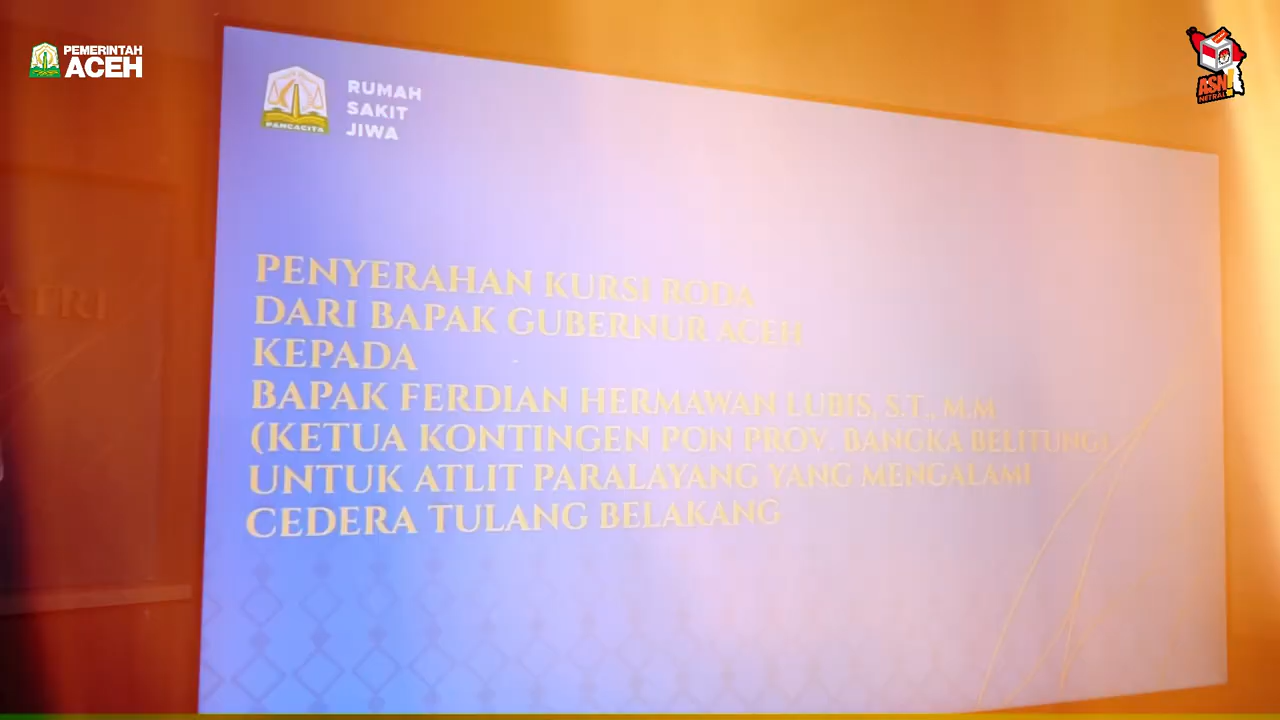 PEMERINTAH
ACEH
ASN
NETRAL
PANCACITA
RUMAH
SAKIT
JIWA
PENYERAHAN KURSI RODA
DARI BAPAK GUBERNUR ACEH
KEPADA
BAPAK FERDIAN HERMAWAN LUBIS, S.T., M.M
(KETUA KONTINGEN PON PROV. BANGKA BELITUNG)
UNTUK ATLIT PARALAYANG YANG MENGALAMI
CEDERA TULANG BELAKANG